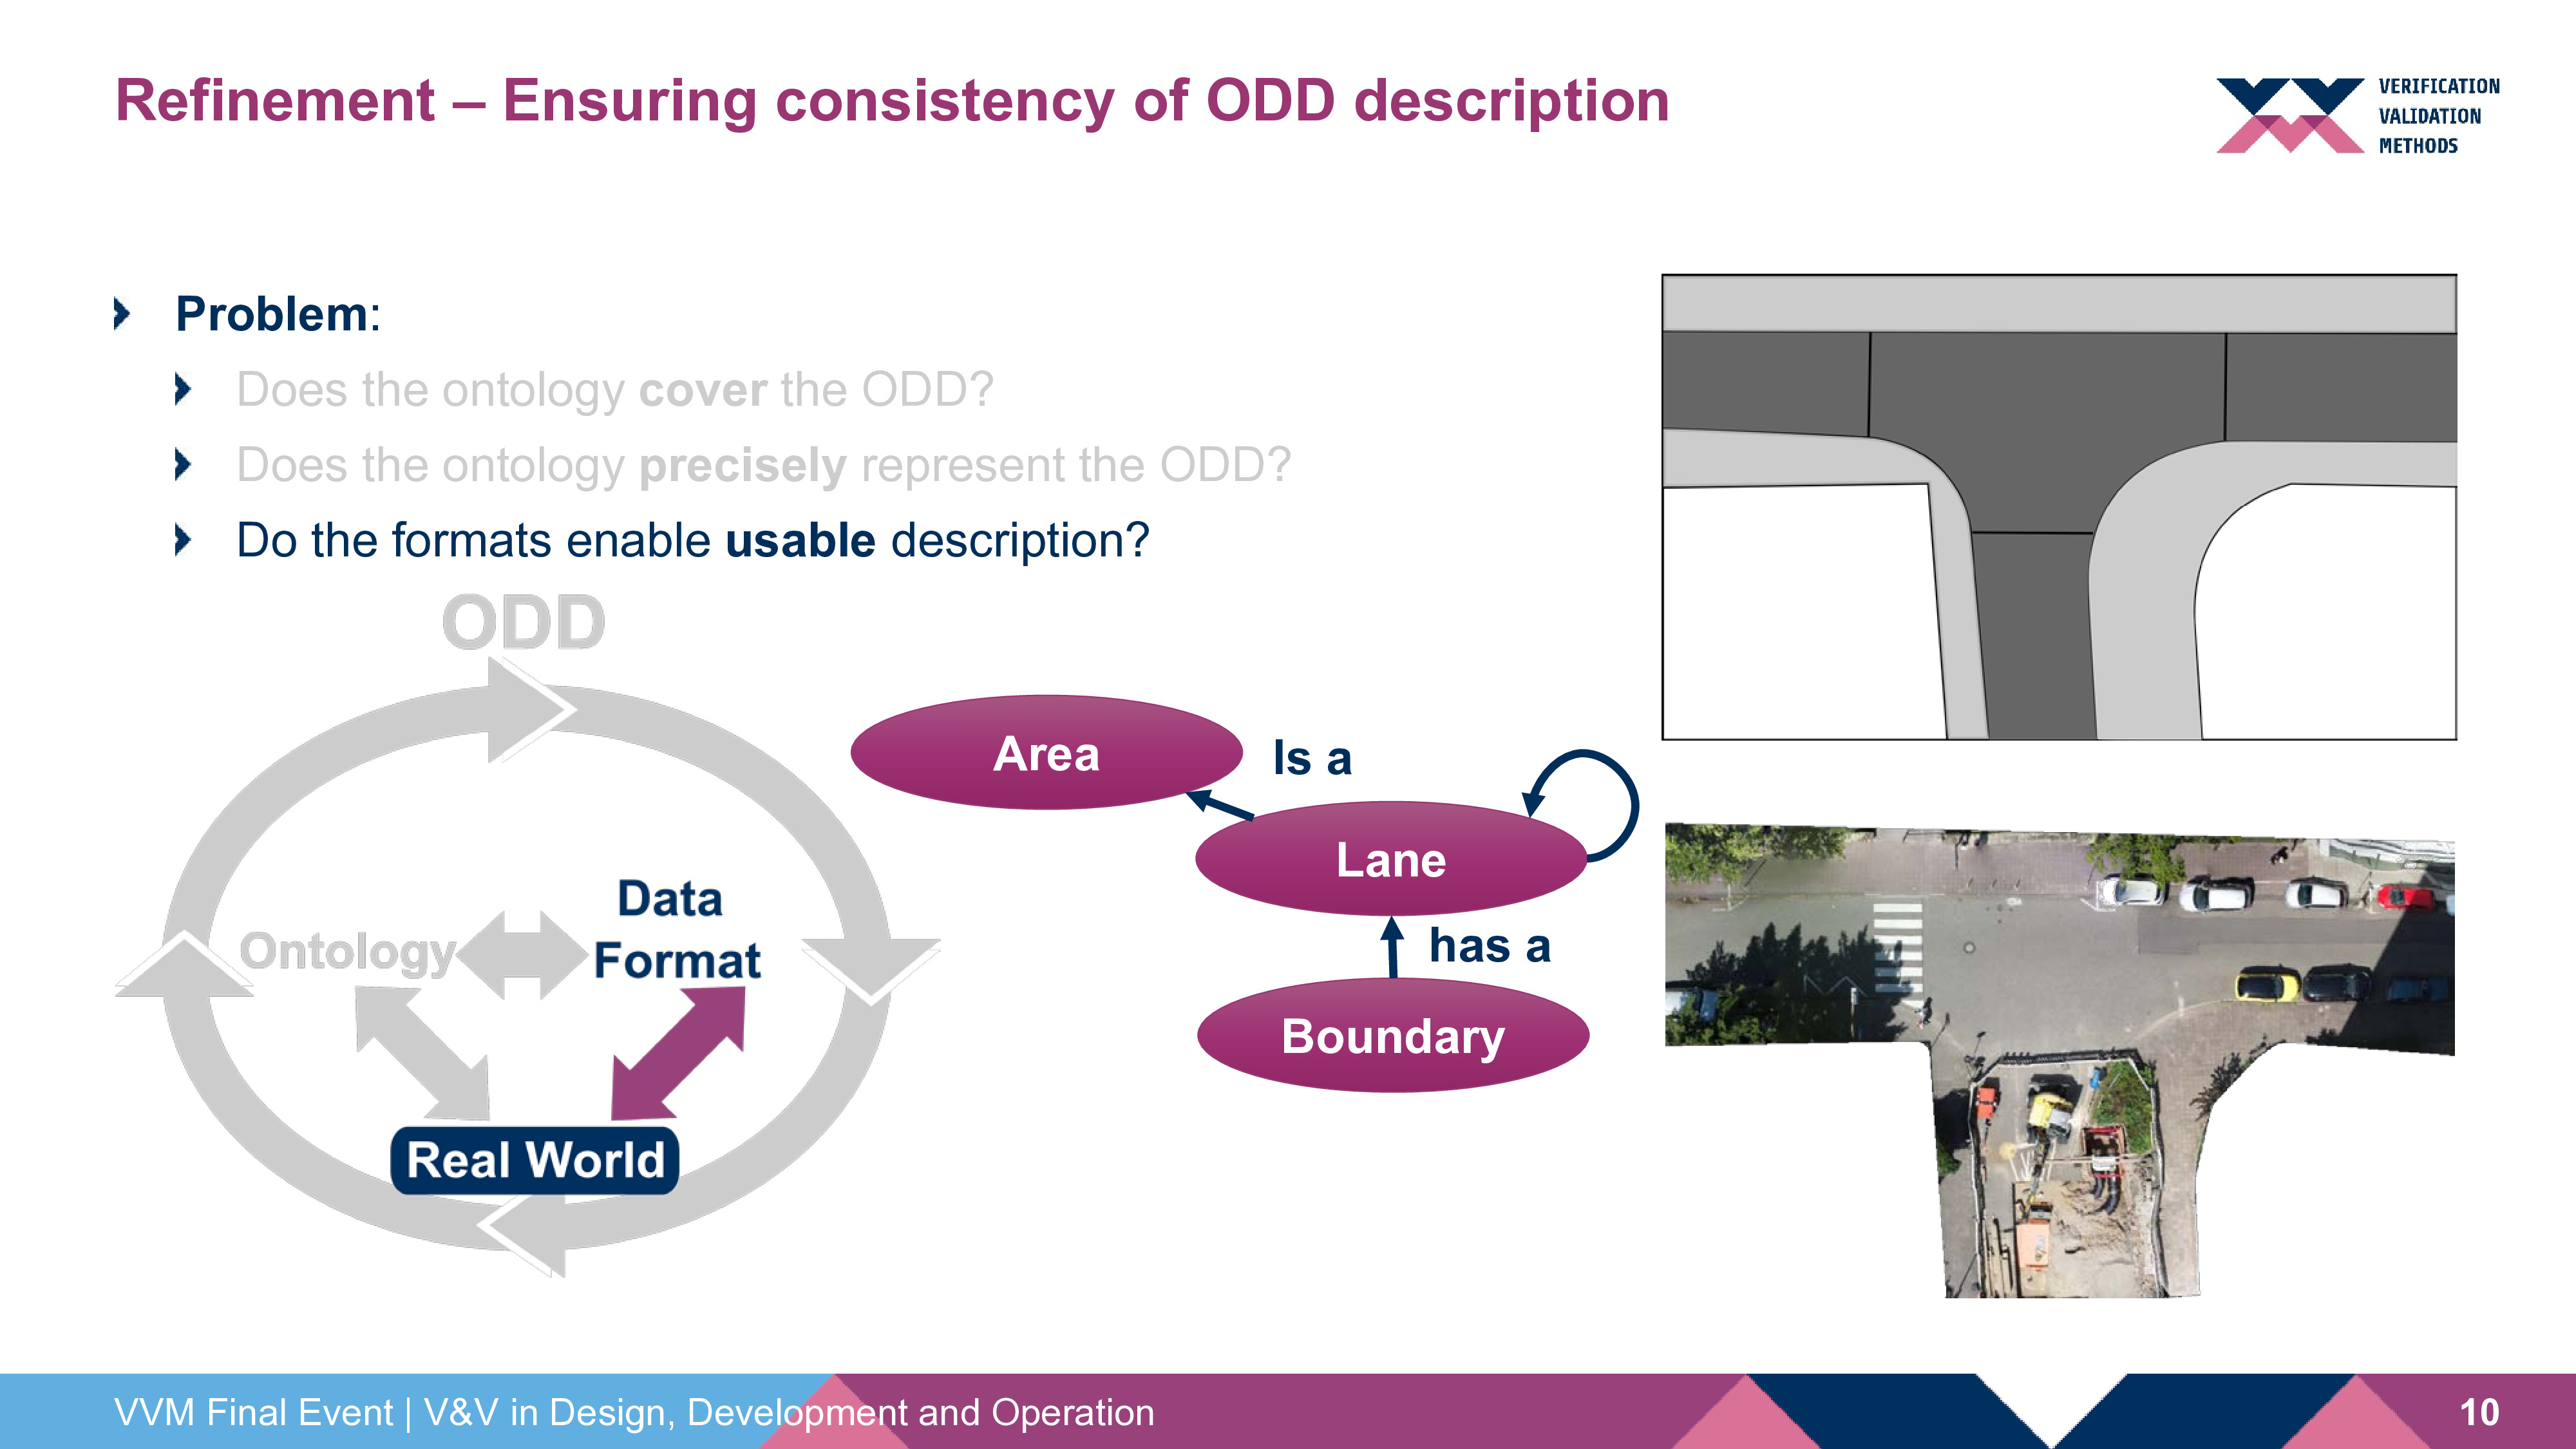 Refinement – Ensuring consistency of ODD description
VERIFICATION
VALIDATION
METHODS
Problem:
Does the ontology cover the ODD?
Does the ontology precisely represent the ODD?
Do the formats enable usable description?
ODD
Ontology
Data
Format
Real World
Area
Is a
Lane
has a
Boundary
VVM Final Event | V&V in Design, Development and Operation
10